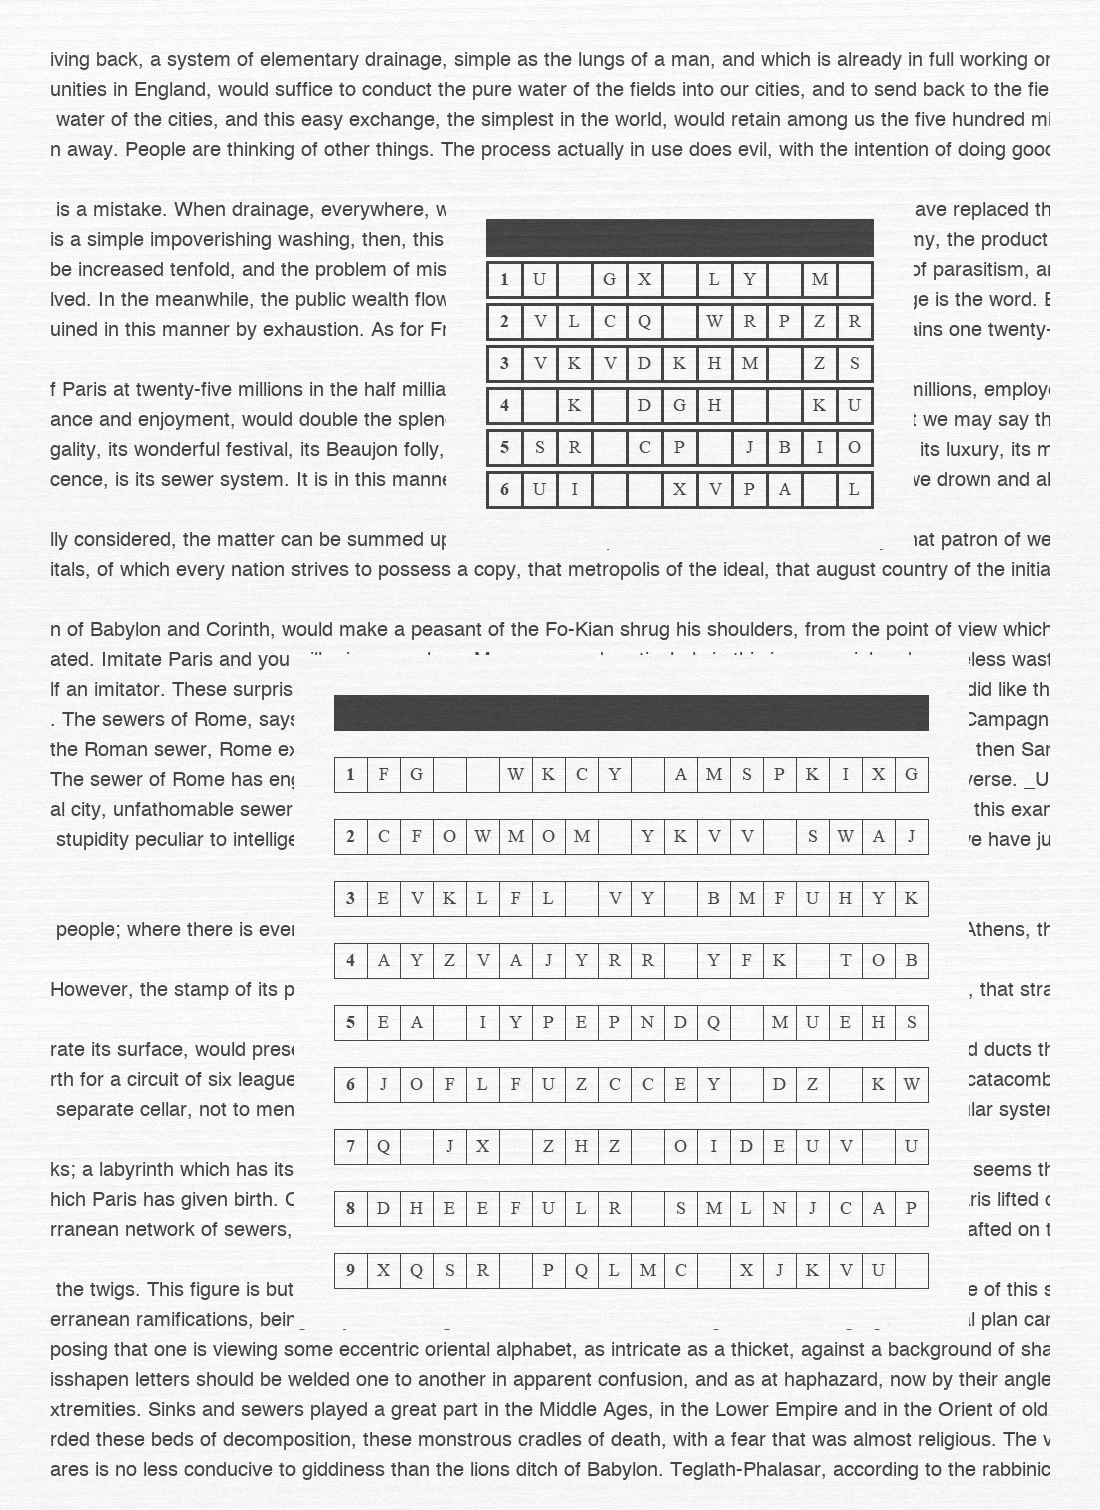 iving back, a system of elementary drainage, simple as the lungs of a man, and which is already in full working or
unities in England, would suffice to conduct the pure water of the fields into our cities, and to send back to the fie
water of the cities, and this easy exchange, the simplest in the world, would retain among us the five hundred mi
n away. People are thinking of other things. The process actually in use does evil, with the intention of doing good
is a mistake. When drainage, everywhere, w ave replaced th
is a simple impoverishing washing, then, this my, the product
be increased tenfold, and the problem of mis of parasitism, an
lved. In the meanwhile, the public wealth flow ge is the word. E
uined in this manner by exhaustion. As for Fr ains one twenty-
f Paris at twenty-five millions in the half millia millions, employe
ance and enjoyment, would double the splen t we may say th
gality, its wonderful festival, its Beaujon folly, its luxury, its m
cence, is its sewer system. It is in this manne we drown and al
1 U G X L Y M
2 V L C Q W R P Z R
3 V K V D K H M Z S
4 K D G H K U
5 S R C P J B I O
6 U I X V P A L
lly considered, the matter can be summed up hat patron of we
itals, of which every nation strives to possess a copy, that metropolis of the ideal, that august country of the initia
n of Babylon and Corinth, would make a peasant of the Fo-Kian shrug his shoulders, from the point of view which
ated. Imitate Paris and you eless wast
lf an imitator. These surpris did like th
. The sewers of Rome, says Campagn
the Roman sewer, Rome ex then Sar
The sewer of Rome has eng verse. _U
al city, unfathomable sewer this exam
stupidity peculiar to intellige e have ju
people; where there is ever Athens, th
However, the stamp of its p , that stra
rate its surface, would prese d ducts th
rth for a circuit of six league catacomb
separate cellar, not to men ular system
ks; a labyrinth which has its seems th
hich Paris has given birth. C ris lifted o
rranean network of sewers, afted on t
1 F G W K C Y A M S P K I X G
2 C F O W M O M Y K V V S W A J
3 E V K L F L V Y B M F U H Y K
4 A Y Z V A J Y R R Y F K T O B
5 E A I Y P E P N D Q M U E H S
6 J O F L F U Z C C E Y D Z K W
7 Q J X Z H Z O I D E U V U
8 D H E E F U L R S M L N J C A P
9 X Q S R P Q L M C X J K V U
the twigs. This figure is but e of this s
erranean ramifications, bein l plan can
posing that one is viewing some eccentric oriental alphabet, as intricate as a thicket, against a background of sha
isshapen letters should be welded one to another in apparent confusion, and as at haphazard, now by their angle
xtremities. Sinks and sewers played a great part in the Middle Ages, in the Lower Empire and in the Orient of old.
rded these beds of decomposition, these monstrous cradles of death, with a fear that was almost religious. The v
ares is no less conducive to giddiness than the lions ditch of Babylon. Teglath-Phalasar, according to the rabbinic